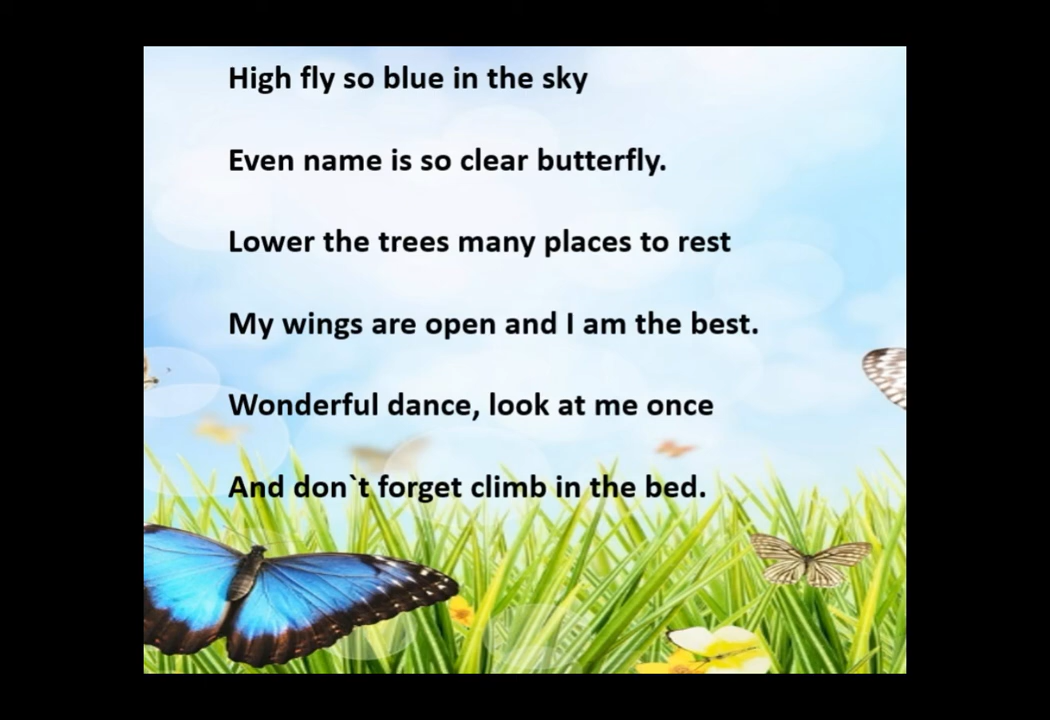 High fly so blue in the sky
Even name is so clear butterfly.
Lower the trees many places to rest
My wings are open and I am the best.
Wonderful dance, look at me once
And don`t forget climb in the bed.